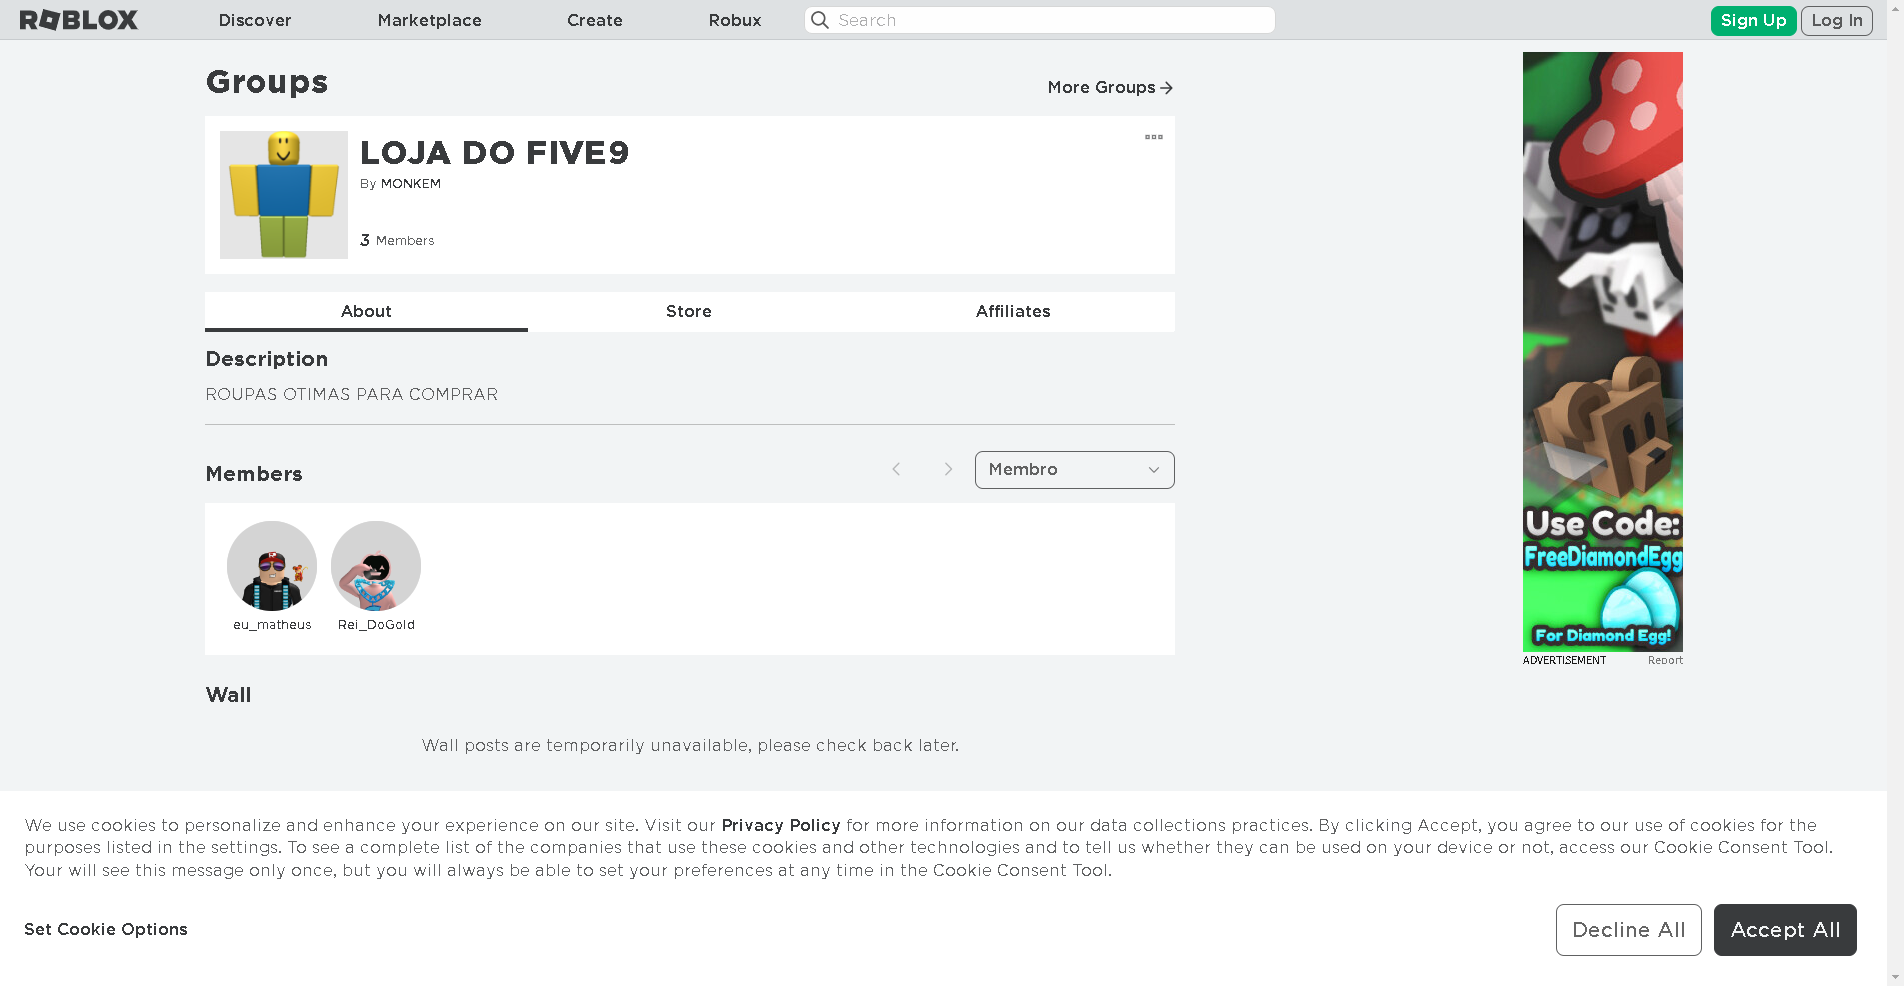 ROBLOX Discover Marketplace Create Robux Search Sign Up Log In
Groups
More Groups
LOJA DO FIVE9
By MONKEM
3 Members
About Store Affiliates
Description
ROUPAS OTIMAS PARA COMPRAR
Members
Membro
eu_matheus Rei_DoGold
Wall
Wall posts are temporarily unavailable, please check back later.
Use Code:
FreeDiamondEgg
For Diamond Egg!
ADVERTISEMENT Report
We use cookies to personalize and enhance your experience on our site. Visit our Privacy Policy for more information on our data collections practices. By clicking Accept, you agree to our use of cookies for the
purposes listed in the settings. To see a complete list of the companies that use these cookies and other technologies and to tell us whether they can be used on your device or not, access our Cookie Consent Tool.
Your will see this message only once, but you will always be able to set your preferences at any time in the Cookie Consent Tool.
Set Cookie Options
Decline All
Accept All